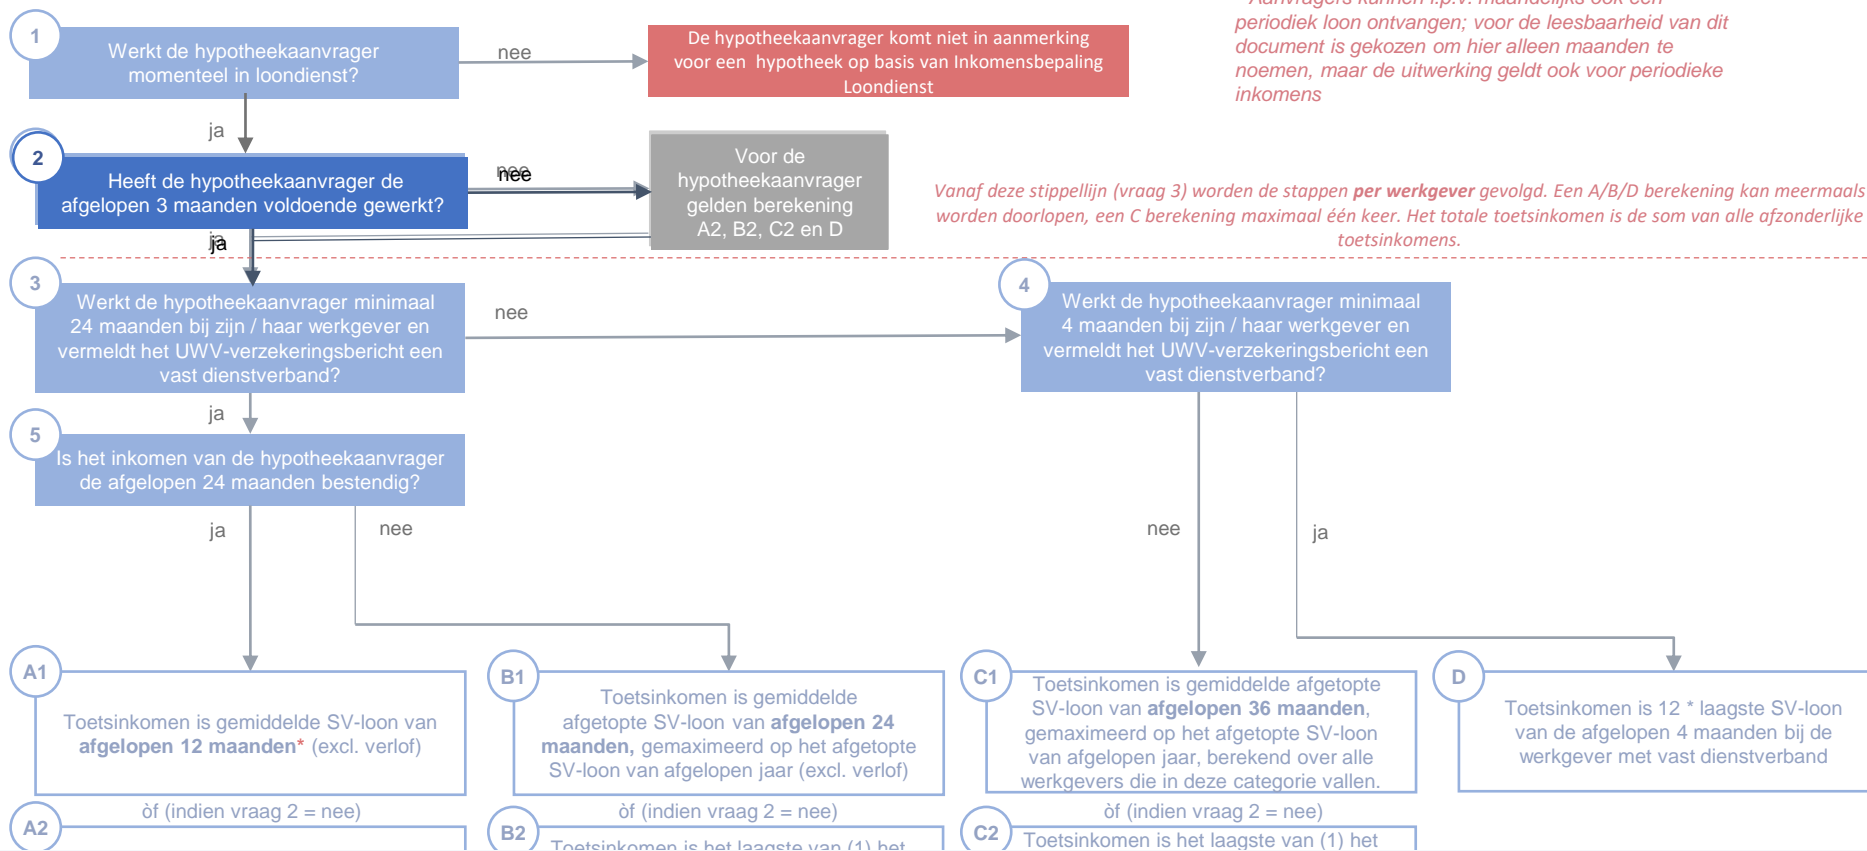 Aanvragers kunnen i.p.v. maandelijks ook een
periodiek loon ontvangen; voor de leesbaarheid van dit
document is gekozen om hier alleen maanden te
noemen, maar de uitwerking geldt ook voor periodieke
inkomens
1
Werkt de hypotheekaanvrager
momenteel in loondienst?
nee
De hypotheekaanvrager komt niet in aanmerking
voor een hypotheek op basis van Inkomensbepaling
Loondienst
ja
2
Heeft de hypotheekaanvrager de
afgelopen 3 maanden voldoende gewerkt?
nee
Voor de
hypotheekaanvrager
gelden berekening
A2, B2, C2 en D
ja
Vanaf deze stippellijn (vraag 3) worden de stappen per werkgever gevolgd. Een A/B/D berekening kan meermaals
worden doorlopen, een C berekening maximaal één keer. Het totale toetsinkomen is de som van alle afzonderlijke
toetsinkomens.
3
Werkt de hypotheekaanvrager minimaal
24 maanden bij zijn / haar werkgever en
vermeldt het UWV-verzekeringsbericht een
vast dienstverband?
nee
4
Werkt de hypotheekaanvrager minimaal
4 maanden bij zijn / haar werkgever en
vermeldt het UWV-verzekeringsbericht een
vast dienstverband?
ja
5
Is het inkomen van de hypotheekaanvrager
de afgelopen 24 maanden bestendig?
ja
nee
nee
ja
A1
Toetsinkomen is gemiddelde SV-loon van
afgelopen 12 maanden* (excl. verlof)
B1
Toetsinkomen is gemiddelde
afgetopte SV-loon van afgelopen 24
maanden, gemaximeerd op het afgetopte
SV-loon van afgelopen jaar (excl. verlof)
C1
Toetsinkomen is gemiddelde afgetopte
SV-loon van afgelopen 36 maanden,
gemaximeerd op het afgetopte SV-loon
van afgelopen jaar, berekend over alle
werkgevers die in deze categorie vallen.
D
Toetsinkomen is 12 * laagste SV-loon
van de afgelopen 4 maanden bij de
werkgever met vast dienstverband
òf (indien vraag 2 = nee)
òf (indien vraag 2 = nee)
òf (indien vraag 2 = nee)
A2
B2
Toetsinkomen is het laagste van (1) het
C2
Toetsinkomen is het laagste van (1) het